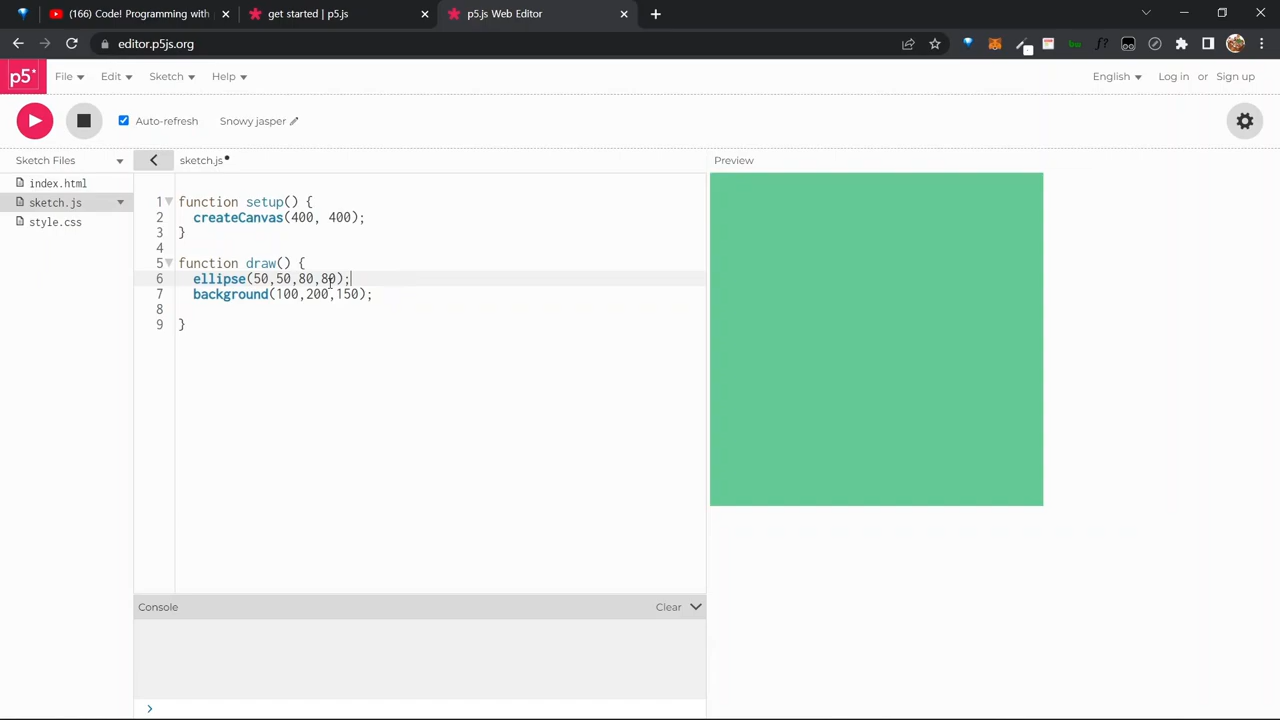 (166) Code! Programming with
get started | p5.js
p5.js Web Editor
editor.p5js.org
p5*
File
Edit
Sketch
Help
English
Log in
or
Sign up
Auto-refresh
Snowy jasper
Sketch Files
sketch.js
Preview
index.html
sketch.js
style.css
1 function setup() {
2 createCanvas(400, 400);
3 }
4
5 function draw() {
6 ellipse(50,50,80,80);
7 background(100,200,150);
8
9 }
Console
Clear
>